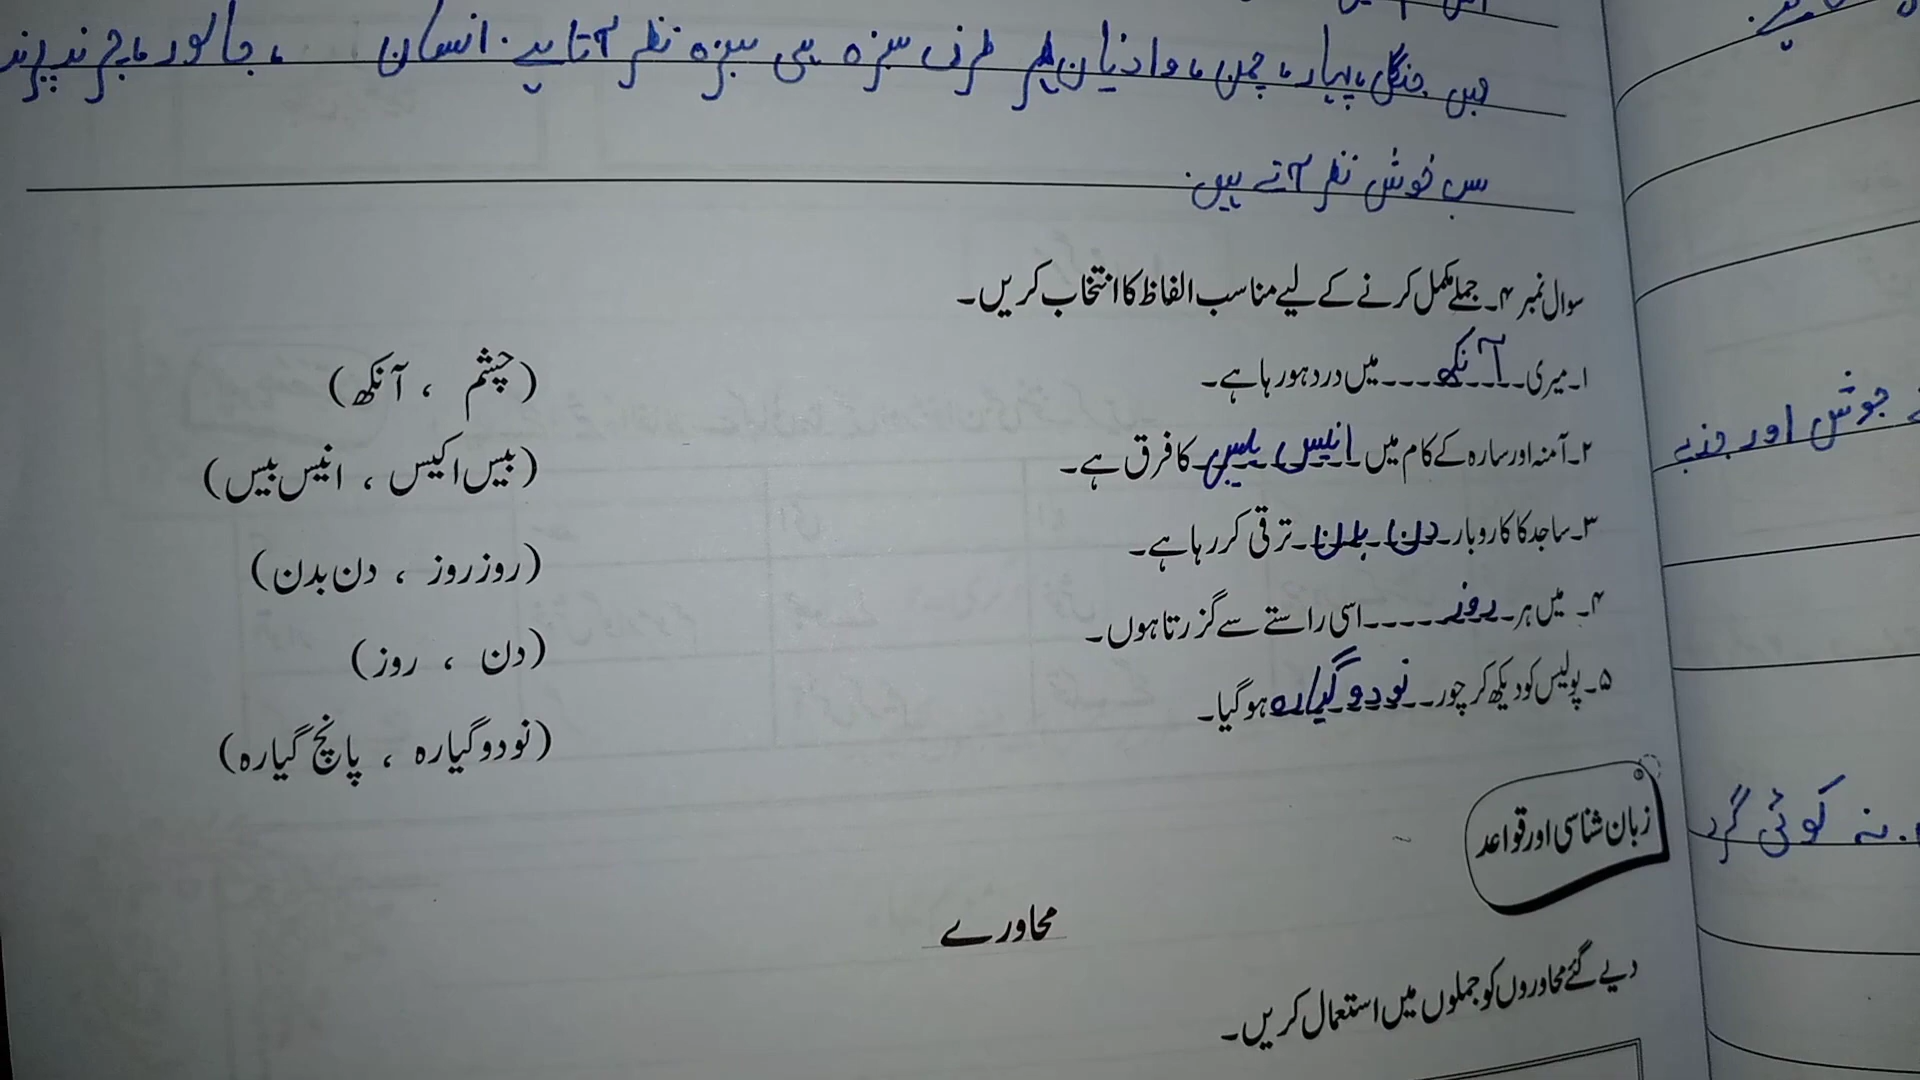 میں جنگل، پہاڑ، چمن، وادیاں ہر طرف سبزہ ہی سبزہ نظر آتا ہے۔ انسان، جانور، چرند پرند
سب خوش نظر آتے ہیں۔
سوال نمبر ۴۔ جملے مکمل کرنے کے لیے مناسب الفاظ کا انتخاب کریں۔
۱۔ میری آنکھ میں درد ہو رہا ہے۔ (چشم ، آنکھ)
۲۔ آمنہ اور سارہ کے کام میں انیس بیس کا فرق ہے۔ (بیس اکیس ، انیس بیس)
۳۔ ساجد کا کاروبار دن بدن ترقی کر رہا ہے۔ (روز روز ، دن بدن)
۴۔ میں ہر روز اسی راستے سے گزرتا ہوں۔ (دن ، روز)
۵۔ پولیس کو دیکھ کر چور نو دو گیارہ ہو گیا۔ (نو دو گیارہ ، پانچ گیارہ)
زبان شناسی اور قواعد
محاورے
دیے گئے محاوروں کو جملوں میں استعمال کریں۔
جوش اور جذبے
نہ کوئی گرد